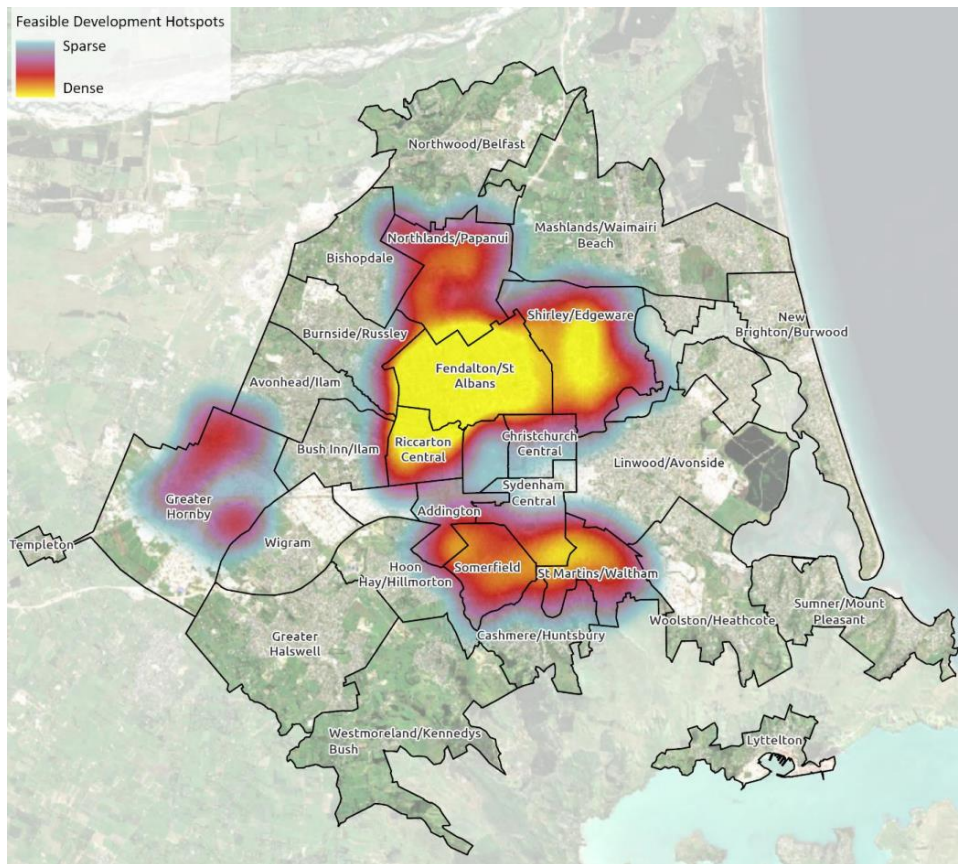 Feasible Development Hotspots
Sparse
Dense
Northwood/Belfast
Mashlands/Waimairi
Beach
Northlands/Papanui
Bishopdale
Shirley/Edgeware
New
Brighton/Burwood
Burnside/Russley
Fendalton/St
Albans
Avonhead/Ilam
Bush Inn/Ilam
Riccarton
Central
Christchurch
Central
Linwood/Avonside
Sydenham
Central
Greater
Hornby
Addington
Templeton
Wigram
Hoon
Hay/Hillmorton
Somerfield
St Martins/Waltham
Sumner/Mount
Pleasant
Woolston/Heathcote
Cashmere/Huntsbury
Greater
Halswell
Westmoreland/Kennedys
Bush
Lyttelton